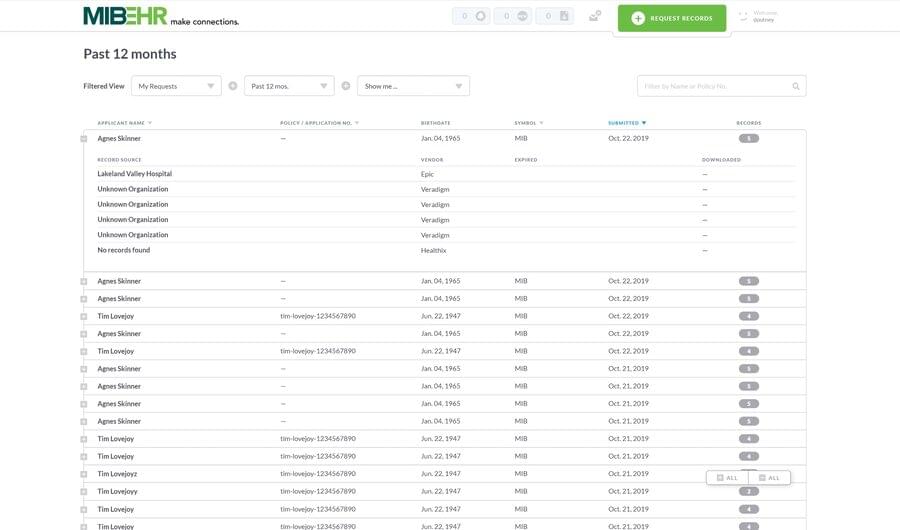 MIBEHR make connections.
0 0 0
REQUEST RECORDS
Welcome,
Past 12 months
Filtered View My Requests Past 12 mos. Show me ... Filter by Name or Policy No.
APPLICANT NAME POLICY / APPLICATION NO. BIRTHDATE SYMBOL SUBMITTED RECORDS
Agnes Skinner — Jan. 04, 1965 MIB Oct. 22, 2019 5
RECORD SOURCE VENDOR EXPIRED DOWNLOADED
Lakeland Valley Hospital Epic —
Unknown Organization Veradigm —
Unknown Organization Veradigm —
Unknown Organization Veradigm —
Unknown Organization Veradigm —
No records found Healthix —
Agnes Skinner — Jan. 04, 1965 MIB Oct. 22, 2019 5
Agnes Skinner — Jan. 04, 1965 MIB Oct. 22, 2019 5
Tim Lovejoy tim-lovejoy-1234567890 Jun. 22, 1947 MIB Oct. 22, 2019 4
Agnes Skinner — Jan. 04, 1965 MIB Oct. 22, 2019 5
Tim Lovejoy tim-lovejoy-1234567890 Jun. 22, 1947 MIB Oct. 22, 2019 4
Agnes Skinner — Jan. 04, 1965 MIB Oct. 21, 2019 5
Agnes Skinner — Jan. 04, 1965 MIB Oct. 21, 2019 5
Agnes Skinner — Jan. 04, 1965 MIB Oct. 21, 2019 5
Agnes Skinner — Jan. 04, 1965 MIB Oct. 21, 2019 5
Tim Lovejoy tim-lovejoy-1234567890 Jun. 22, 1947 MIB Oct. 21, 2019 4
Tim Lovejoy tim-lovejoy-1234567890 Jun. 22, 1947 MIB Oct. 21, 2019 4
Tim Lovejoyz tim-lovejoy-1234567890 Jun. 22, 1947 MIB Oct. 21, 2019
ALL ALL
Tim Lovejoyy tim-lovejoy-1234567890 Jun. 22, 1947 MIB Oct. 21, 2019 2
Tim Lovejoy tim-lovejoy-1234567890 Jun. 22, 1947 MIB Oct. 21, 2019 4
Tim Lovejoy tim-lovejoy-1234567890 Jun. 22, 1947 MIB Oct. 21, 2019 4